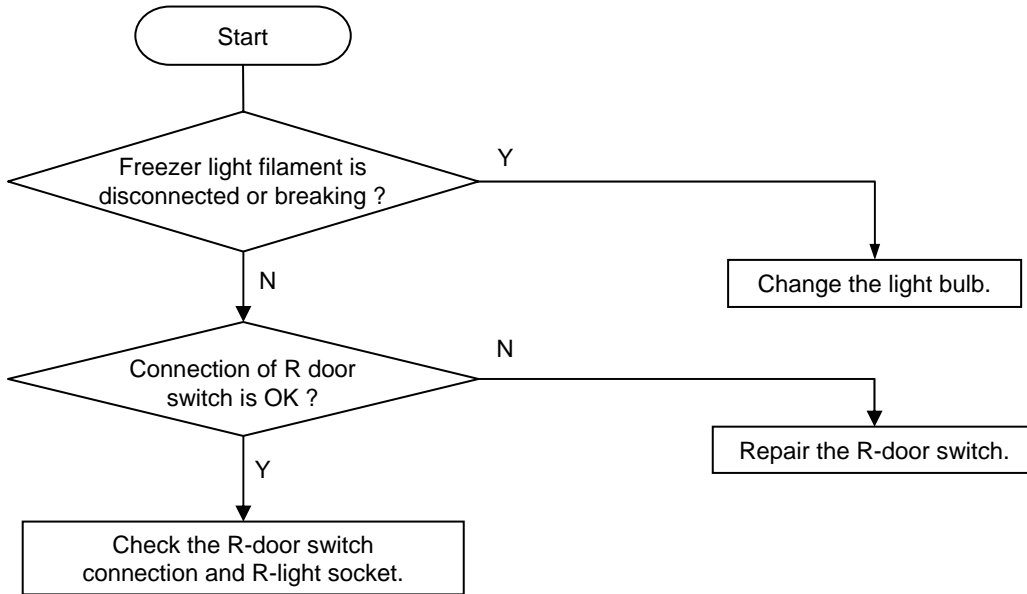 Start
Freezer light filament is
disconnected or breaking ?
Y
Change the light bulb.
N
Connection of R door
switch is OK ?
N
Repair the R-door switch.
Y
Check the R-door switch
connection and R-light socket.